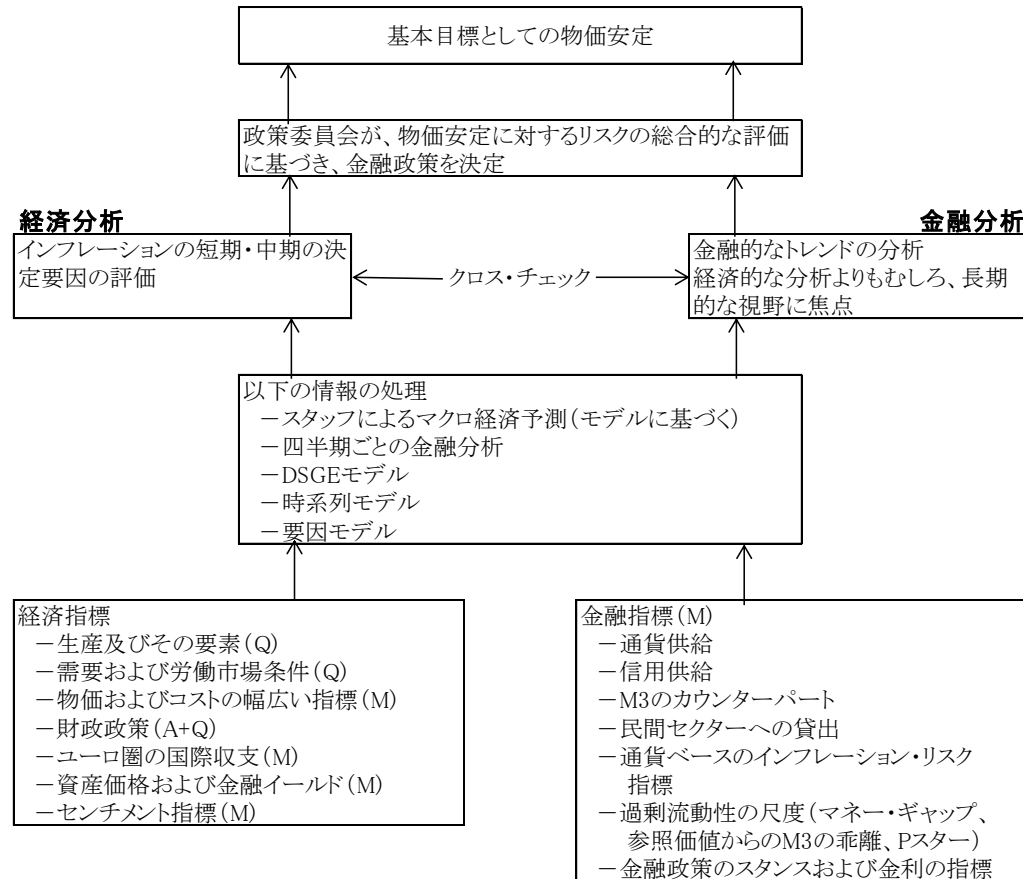 基本目標としての物価安定
政策委員会が、物価安定に対するリスクの総合的な評価
に基づき、金融政策を決定
経済分析
金融分析
インフレーションの短期・中期の決
定要因の評価
クロス・チェック
金融的なトレンドの分析
経済的な分析よりもむしろ、長期
的な視野に焦点
以下の情報の処理
－スタッフによるマクロ経済予測(モデルに基づく)
－四半期ごとの金融分析
－DSGEモデル
－時系列モデル
－要因モデル
経済指標
－生産及びその要素(Q)
－需要および労働市場条件(Q)
－物価およびコストの幅広い指標(M)
－財政政策(A+Q)
－ユーロ圏の国際収支(M)
－資産価格および金融イールド(M)
－センチメント指標(M)
金融指標(M)
－通貨供給
－信用供給
－M3のカウンターパート
－民間セクターへの貸出
－通貨ベースのインフレーション・リスク
指標
－過剰流動性の尺度(マネー・ギャップ、
参照価値からのM3の乖離、Pスター)
－金融政策のスタンスおよび金利の指標